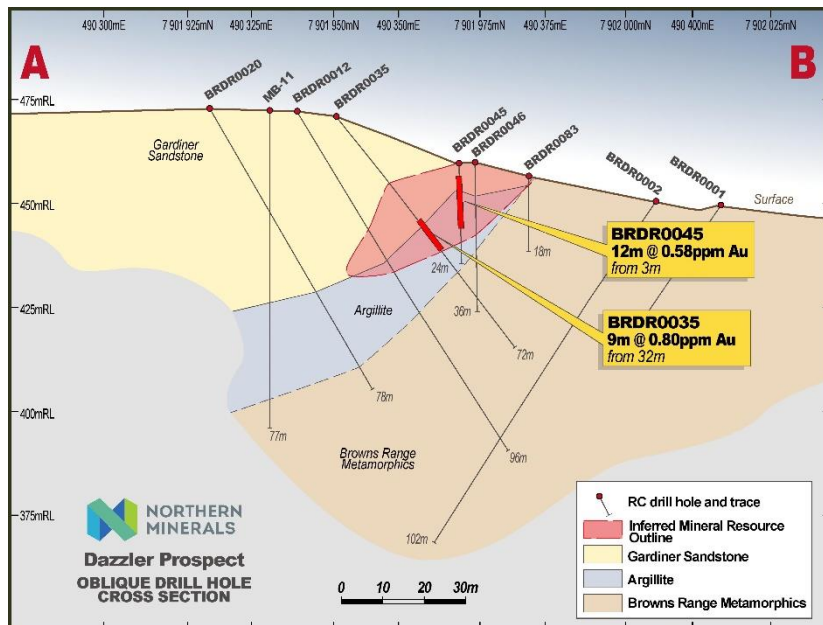 490 300mE
7 901 925mN
490 325mE
7 901 950mN
490 350mE
7 901 975mN
490 375mE
7 902 000 mN
490 400mE
7 902 025mN
A
B
BRDR0020
MB-11
BRDR0012
BRDR0035
BRDR0045
BRDR0046
BRDR0083
BRDR0002
BRDR0001
475mRL
450mRL
425mRL
400mRL
375mRL
Gardiner
Sandstone
Surface
BRDR0045
12m @ 0.58ppm Au
from 3m
18m
24m
Argillite
36m
BRDR0035
9m @ 0.80ppm Au
from 32m
72m
78m
77m
Browns Range
Metamorphics
96m
102m
NORTHERN
MINERALS
Dazzler Prospect
OBLIQUE DRILL HOLE
CROSS SECTION
0 10 20 30m
RC drill hole and trace
Inferred Mineral Resource
Outline
Gardiner Sandstone
Argillite
Browns Range Metamorphics